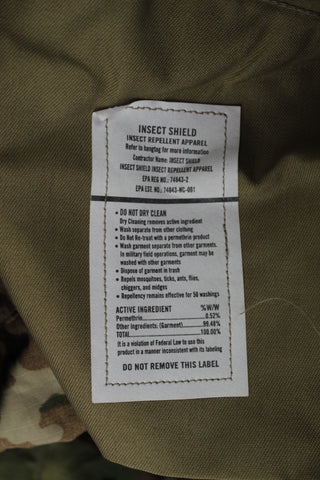 INSECT SHIELD
INSECT REPELLENT APPAREL
Refer to hangtag for more information
Contractor Name: INSECT SHIELD
INSECT SHIELD INSECT REPELLENT APPAREL
EPA REG NO.: 74843-2
EPA EST. NO.: 74843-NC-001
• DO NOT DRY CLEAN
Dry Cleaning removes active ingredient
• Wash separate from other clothing
• Do Not Re-treat with a permethrin product
• Wash garment separate from other garments.
In military field operations, garment may be
washed with other garments
• Dispose of garment in trash
• Repels mosquitoes, ticks, ants, flies,
chiggers, and midges
• Repellency remains effective for 50 washings
ACTIVE INGREDIENT %W/W
Permethrin..........0.52%
Other Ingredients: (Garment)..........99.48%
TOTAL..........100.00%
It is a violation of Federal Law to use this
product in a manner inconsistent with its labeling
DO NOT REMOVE THIS LABEL